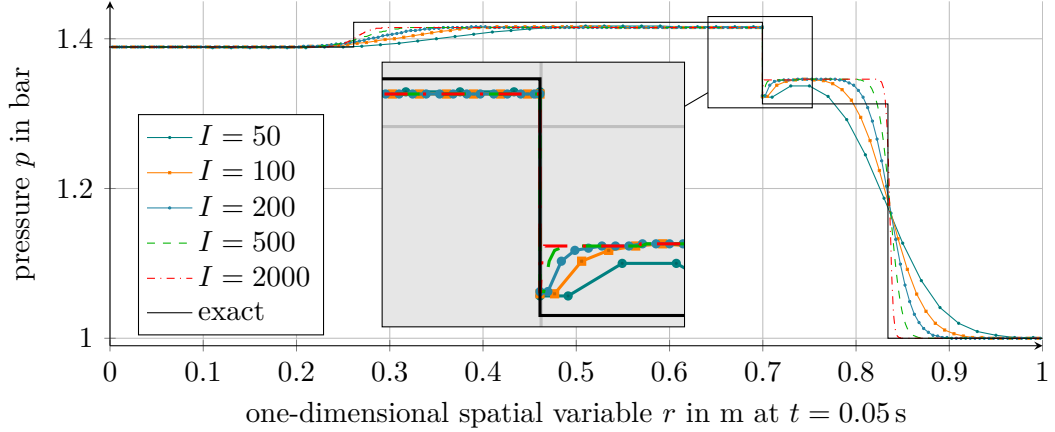 1.4
1.2
1
pressure p in bar
I = 50
I = 100
I = 200
I = 500
I = 2000
exact
0 0.1 0.2 0.3 0.4 0.5 0.6 0.7 0.8 0.9 1
one-dimensional spatial variable r in m at t = 0.05 s